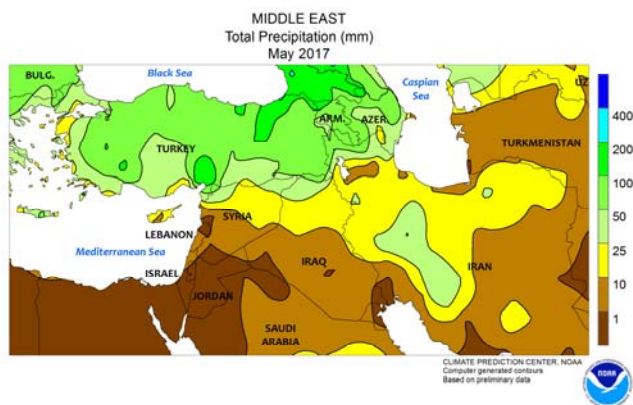 MIDDLE EAST
Total Precipitation (mm)
May 2017
BULG.
Black Sea
Caspian
Sea
UZ
ARM.
AZER.
TURKMENISTAN
TURKEY
SYRIA
LEBANON
Mediterranean Sea
ISRAEL
IRAQ
IRAN
JORDAN
SAUDI
ARABIA
400
200
100
50
25
10
1
CLIMATE PREDICTION CENTER, NOAA
Computer generated contours
Based on preliminary data
NOAA